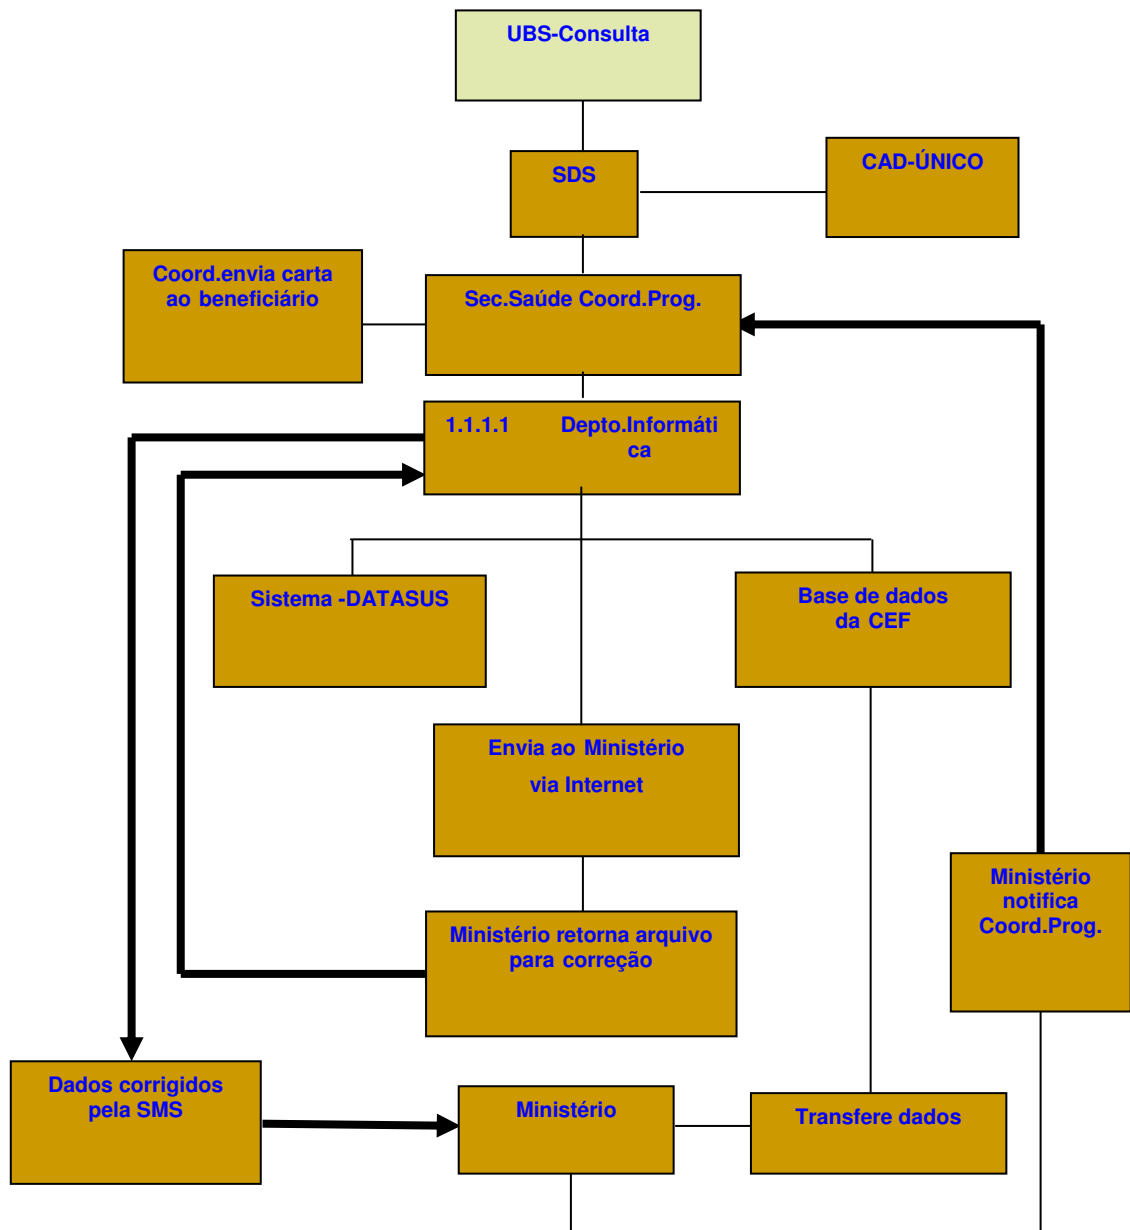 UBS-Consulta
SDS
CAD-ÚNICO
Coord.envia carta
ao beneficiário
Sec.Saúde Coord.Prog.
1.1.1.1 Depto.Informáti
ca
Sistema -DATASUS
Base de dados
da CEF
Envia ao Ministério
via Internet
Ministério
notifica
Coord.Prog.
Ministério retorna arquivo
para correção
Dados corrigidos
pela SMS
Ministério
Transfere dados